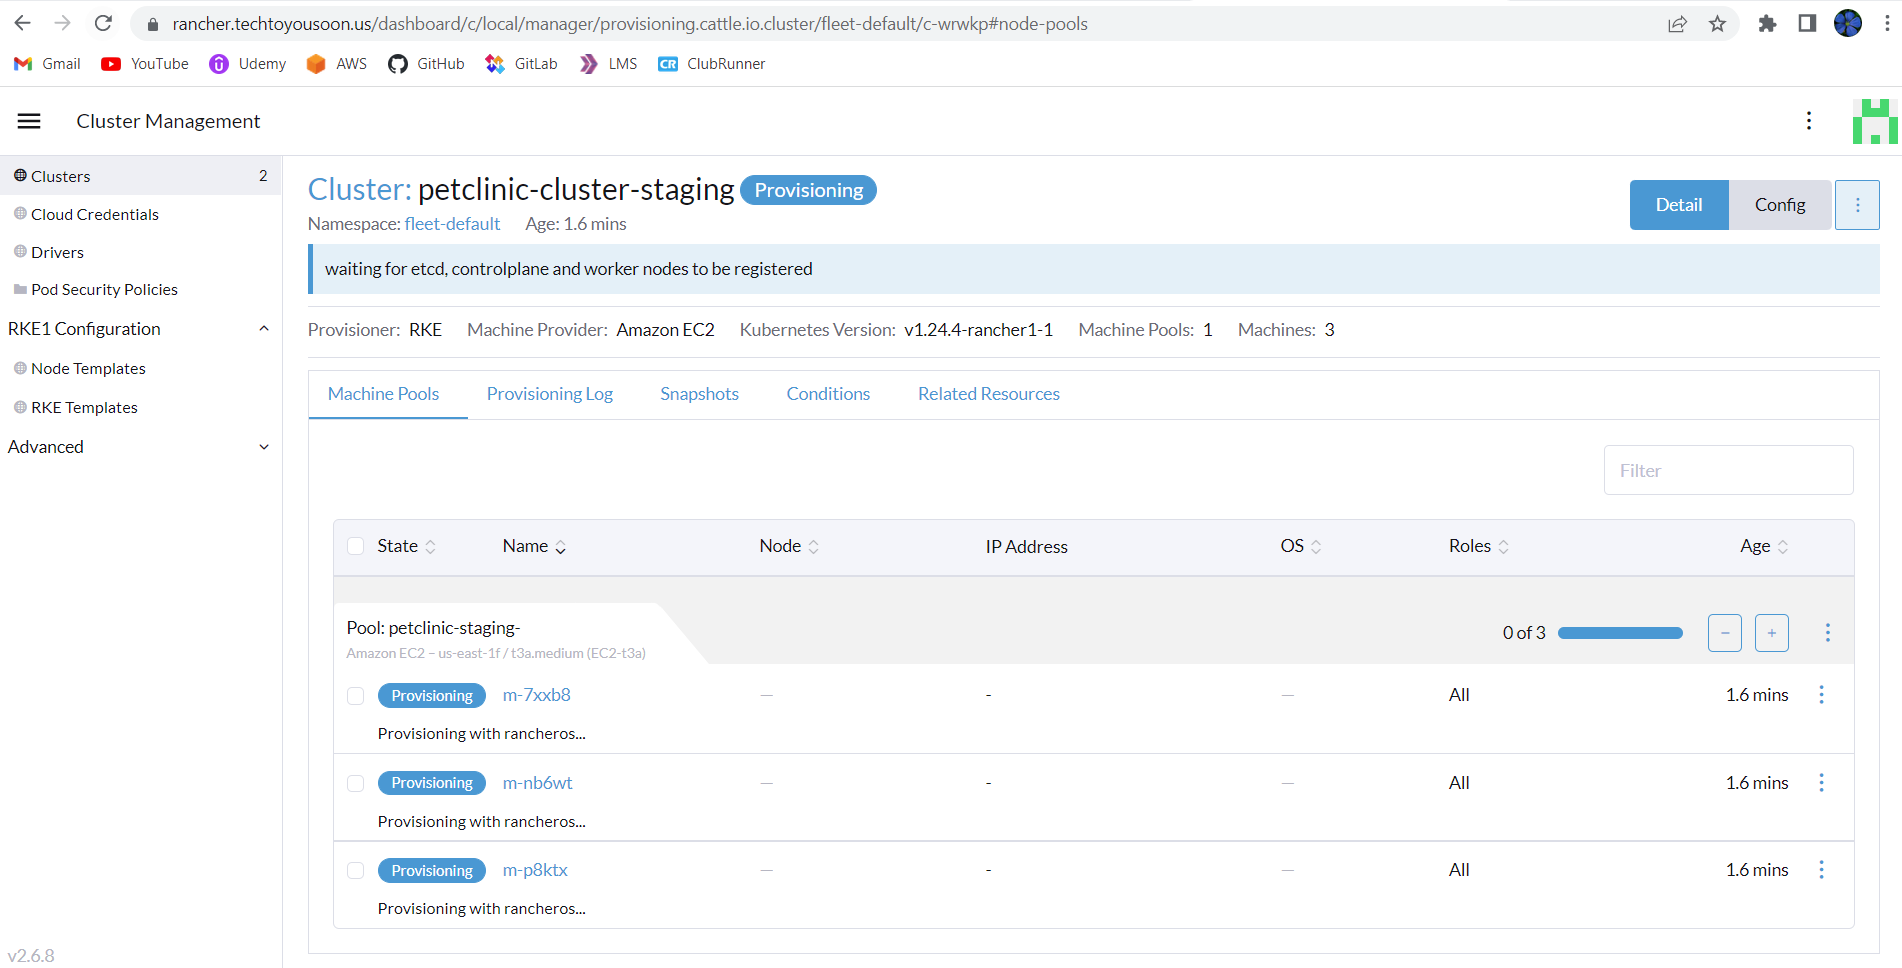 rancher.techtoyousoon.us/dashboard/c/local/manager/provisioning.cattle.io.cluster/fleet-default/c-wrwkp#node-pools
Gmail YouTube Udemy AWS GitHub GitLab LMS CR ClubRunner
Cluster Management
Clusters 2
Cloud Credentials
Drivers
Pod Security Policies
RKE1 Configuration
Node Templates
RKE Templates
Advanced
v2.6.8
Cluster: petclinic-cluster-staging Provisioning
Namespace: fleet-default Age: 1.6 mins
Detail Config
waiting for etcd, controlplane and worker nodes to be registered
Provisioner: RKE Machine Provider: Amazon EC2 Kubernetes Version: v1.24.4-rancher1-1 Machine Pools: 1 Machines: 3
Machine Pools Provisioning Log Snapshots Conditions Related Resources
Filter
State Name Node IP Address OS Roles Age
Pool: petclinic-staging-
Amazon EC2 – us-east-1f / t3a.medium (EC2-t3a)
0 of 3 − +
Provisioning m-7xxb8 — - — All 1.6 mins
Provisioning with rancheros...
Provisioning m-nb6wt — - — All 1.6 mins
Provisioning with rancheros...
Provisioning m-p8ktx — - — All 1.6 mins
Provisioning with rancheros...